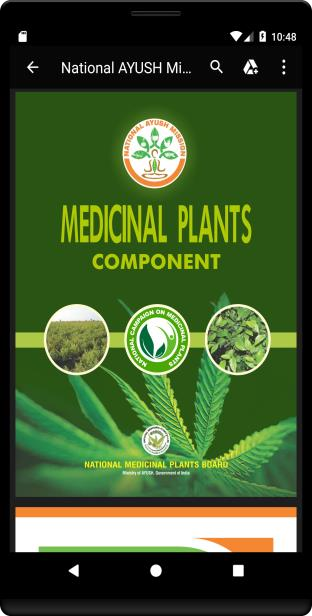 10:48
National AYUSH Mi...
NATIONAL AYUSH MISSION
MEDICINAL PLANTS
COMPONENT
NATIONAL CAMPAIGN ON MEDICINAL PLANTS
NATIONAL MEDICINAL PLANTS BOARD
Ministry of AYUSH, Government of India